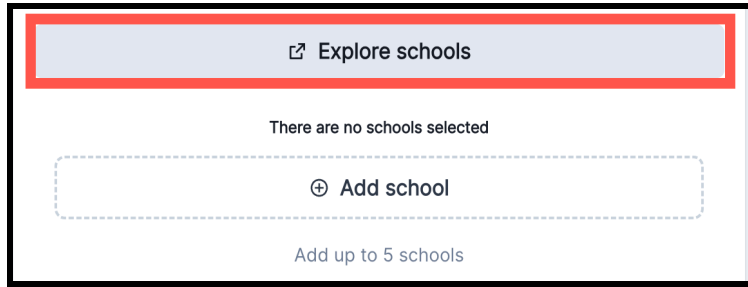 Explore schools
There are no schools selected
Add school
Add up to 5 schools